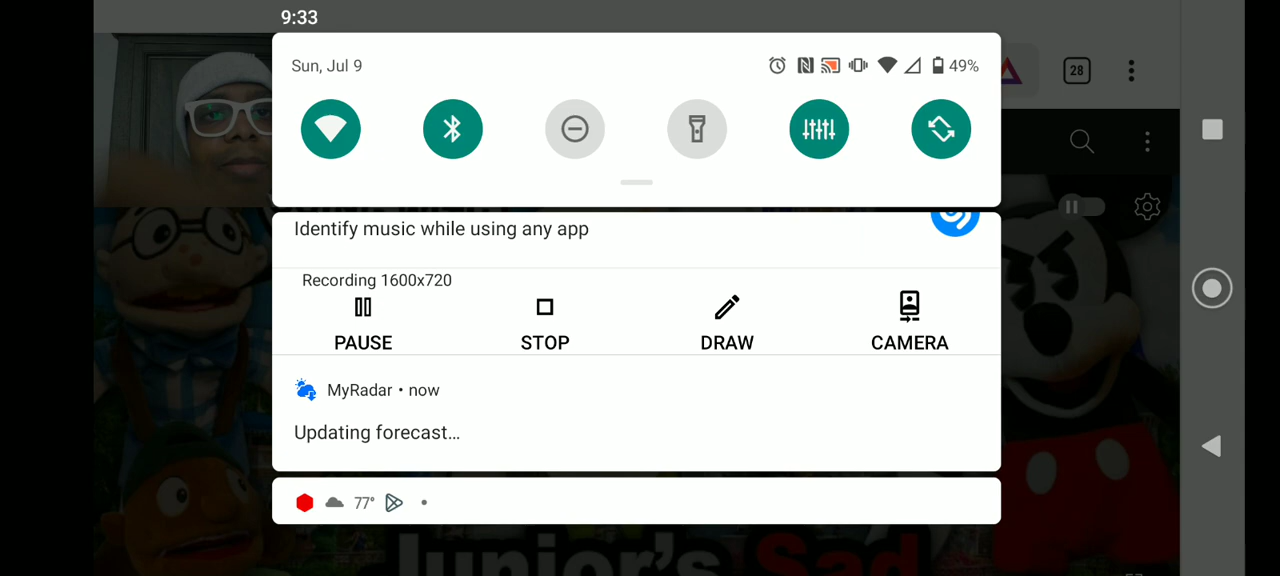 9:33
Sun, Jul 9
49%
28
Identify music while using any app
Recording 1600x720
PAUSE
STOP
DRAW
CAMERA
MyRadar • now
Updating forecast...
77°
Junior's Sad